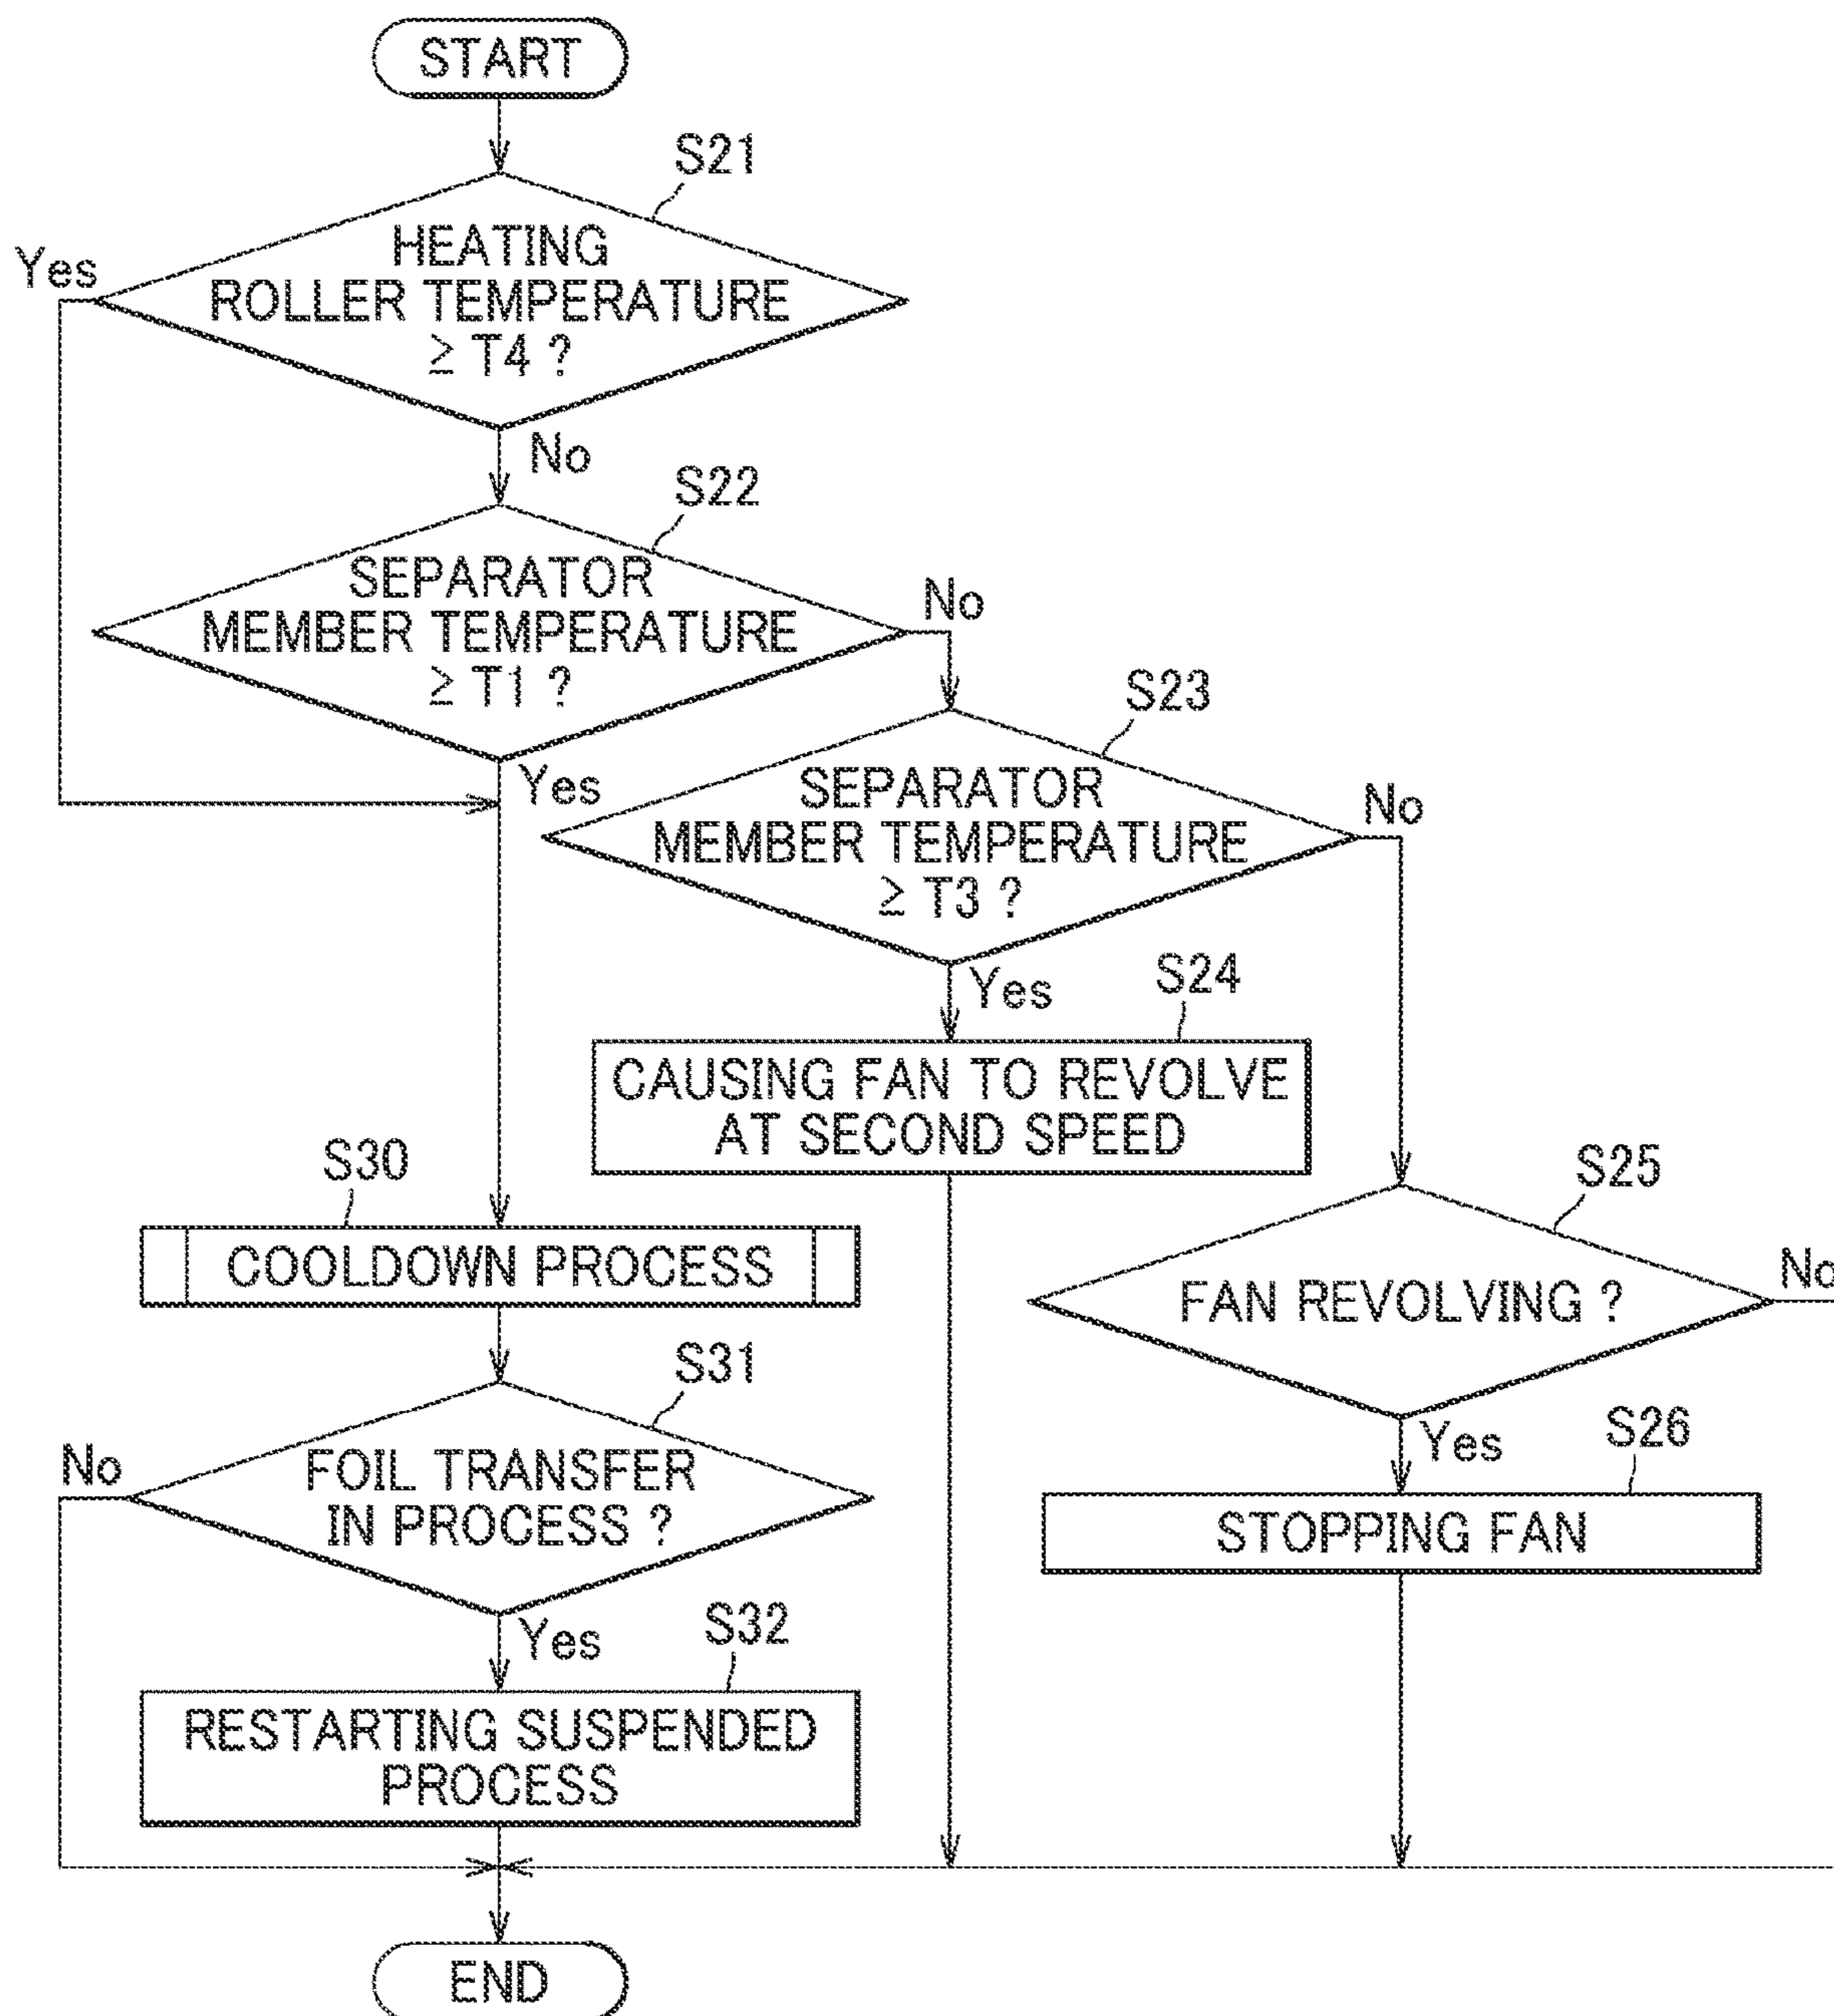 START
S21
Yes
HEATING
ROLLER TEMPERATURE
≥ T4 ?
No
S22
SEPARATOR
MEMBER TEMPERATURE
≥ T1 ?
No
Yes
S23
SEPARATOR
MEMBER TEMPERATURE
≥ T3 ?
No
Yes
S24
CAUSING FAN TO REVOLVE
AT SECOND SPEED
S25
FAN REVOLVING ?
No
Yes
S26
STOPPING FAN
S30
COOLDOWN PROCESS
S31
No
FOIL TRANSFER
IN PROCESS ?
Yes
S32
RESTARTING SUSPENDED
PROCESS
END